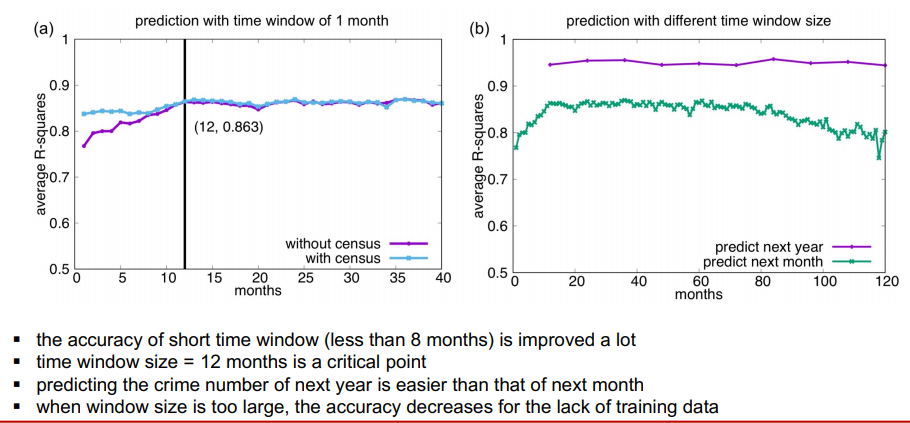 (a)
prediction with time window of 1 month
average R-squares
1
0.9
0.8
0.7
0.6
0.5
(12, 0.863)
without census
with census
0 5 10 15 20 25 30 35 40
months
(b)
prediction with different time window size
average R-squares
1
0.9
0.8
0.7
0.6
0.5
predict next year
predict next month
0 20 40 60 80 100 120
months
▪ the accuracy of short time window (less than 8 months) is improved a lot
▪ time window size = 12 months is a critical point
▪ predicting the crime number of next year is easier than that of next month
▪ when window size is too large, the accuracy decreases for the lack of training data